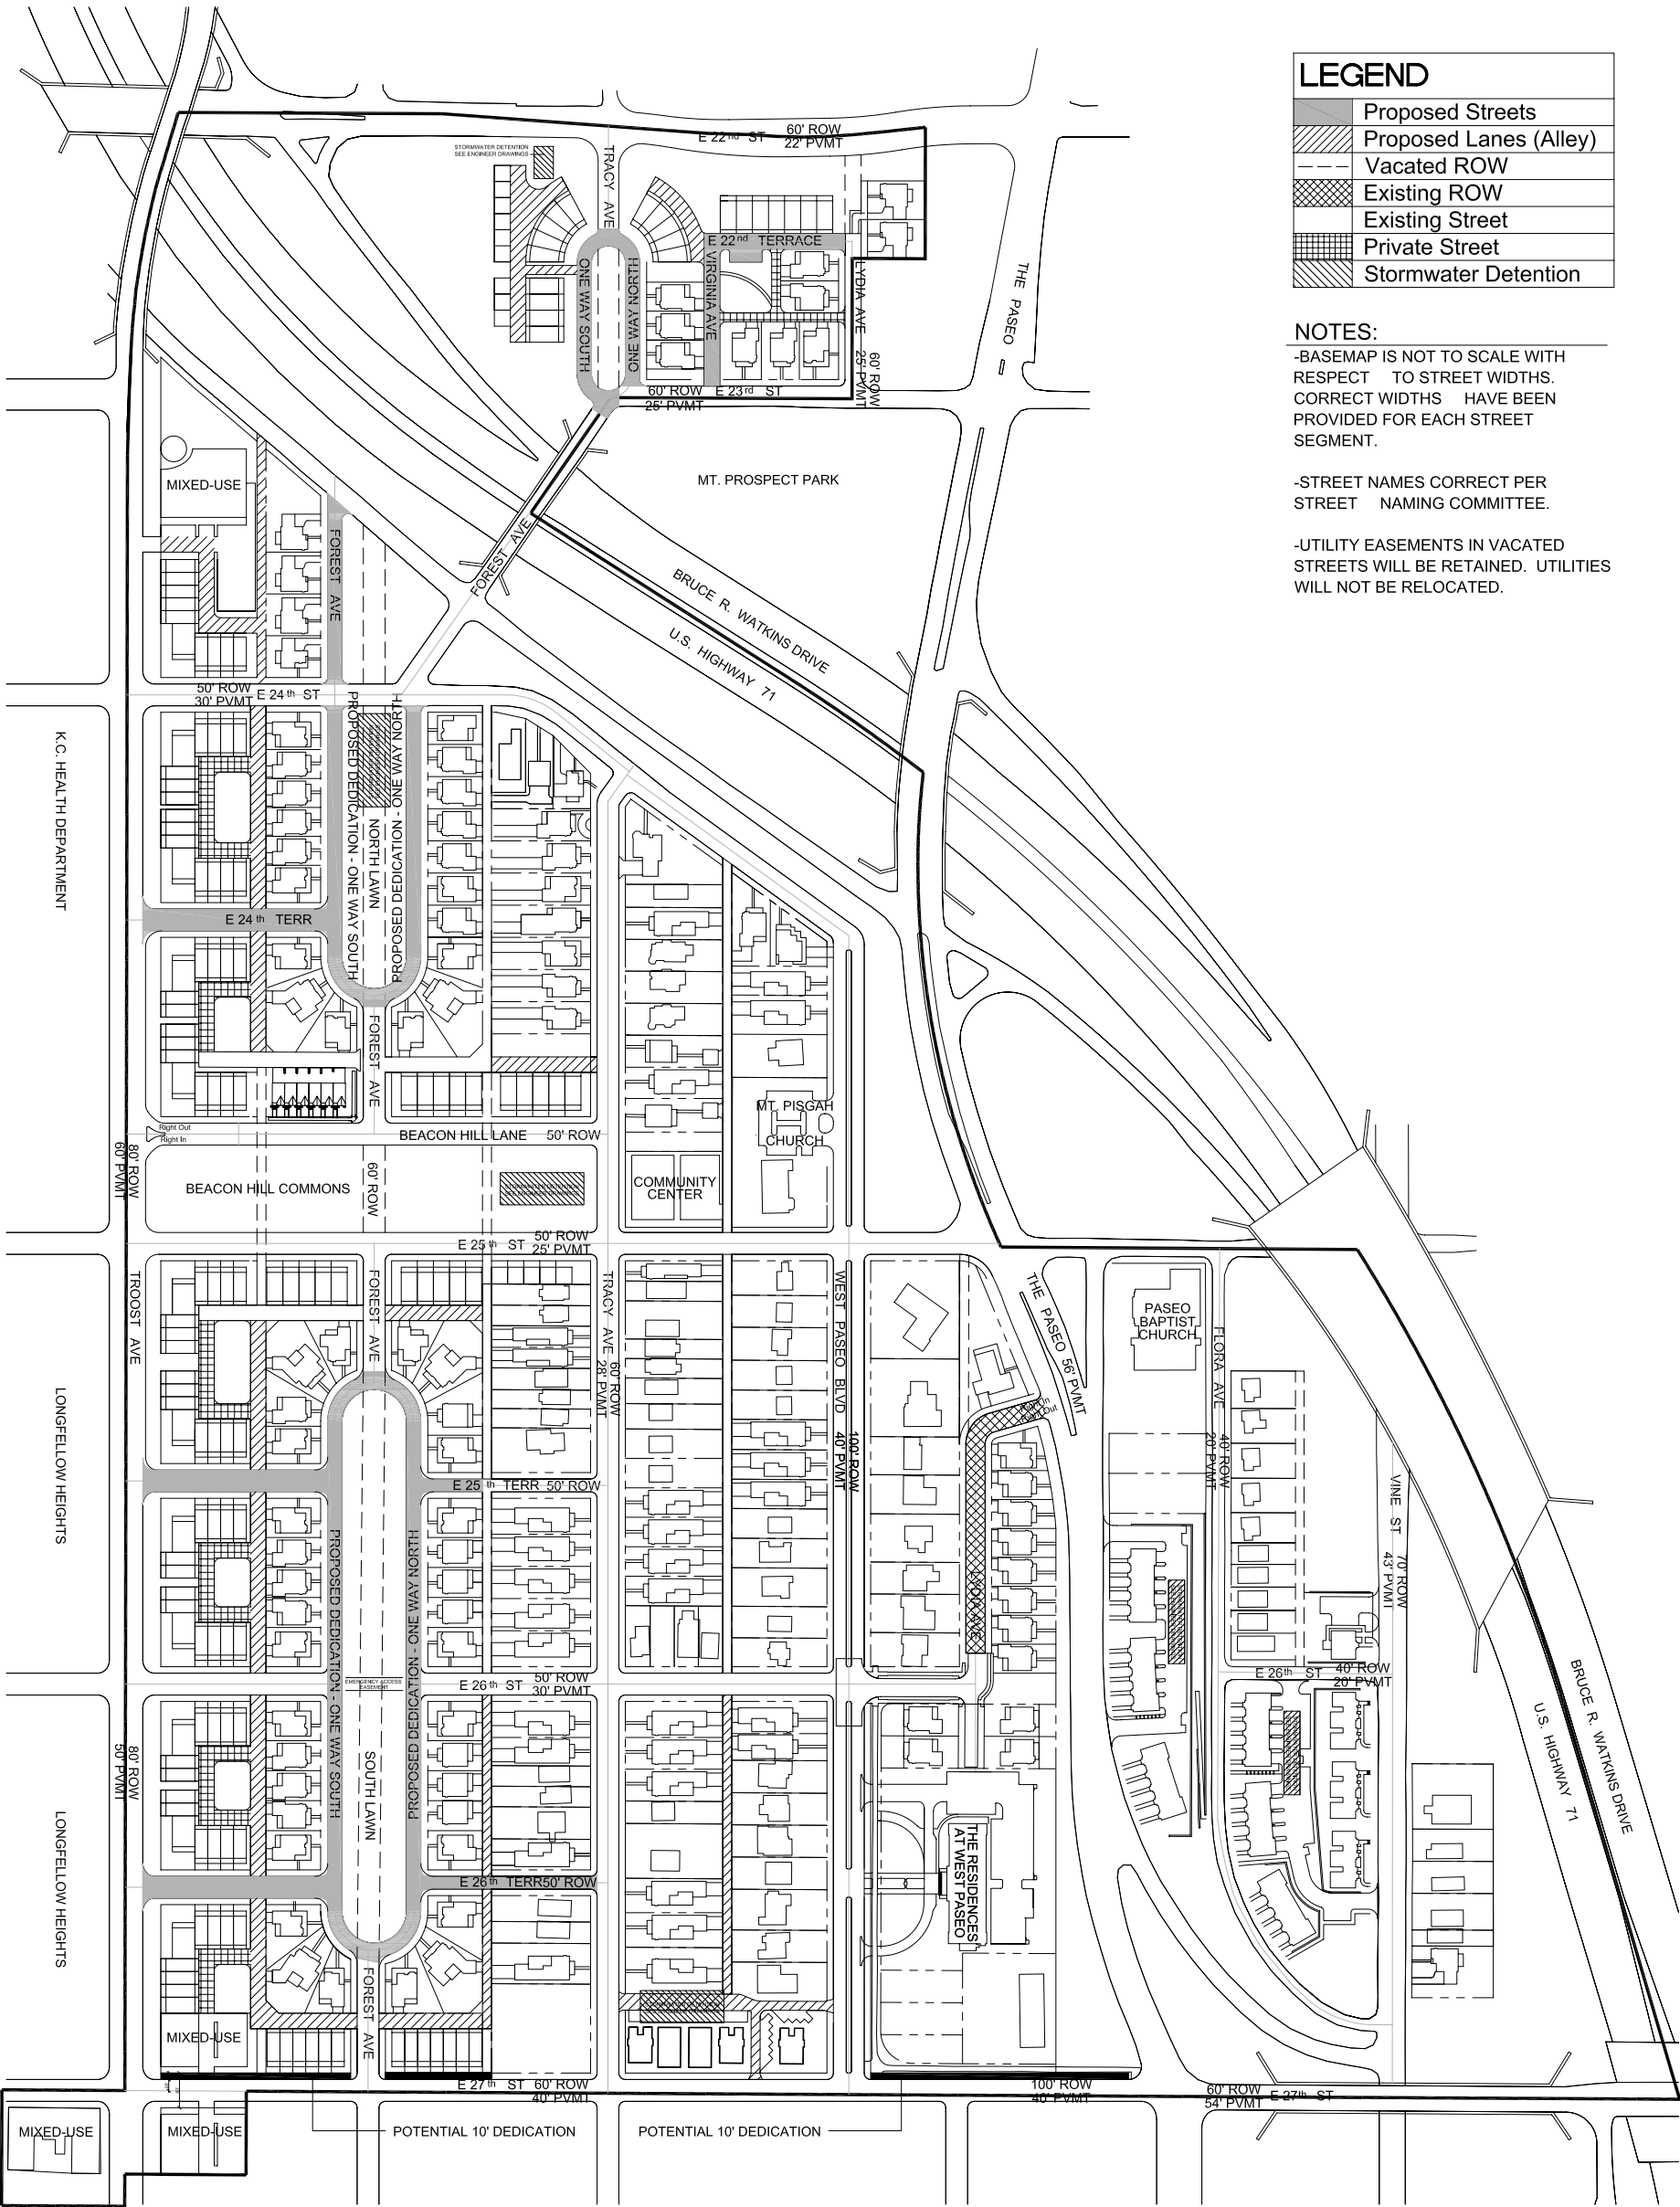 LEGEND
Proposed Streets
Proposed Lanes (Alley)
Vacated ROW
Existing ROW
Existing Street
Private Street
Stormwater Detention
NOTES:
-BASEMAP IS NOT TO SCALE WITH
RESPECT TO STREET WIDTHS.
CORRECT WIDTHS HAVE BEEN
PROVIDED FOR EACH STREET
SEGMENT.
-STREET NAMES CORRECT PER
STREET NAMING COMMITTEE.
-UTILITY EASEMENTS IN VACATED
STREETS WILL BE RETAINED. UTILITIES
WILL NOT BE RELOCATED.
E 22nd ST
60' ROW
22' PVMT
STORMWATER DETENTION
SEE ENGINEER DRAWINGS
TRACY AVE
E 22nd TERRACE
ONE WAY SOUTH
ONE WAY NORTH
VIRGINIA AVE
LYDIA AVE
60' ROW
25' PVMT
THE PASEO
60' ROW
25' PVMT
E 23rd ST
MT. PROSPECT PARK
MIXED-USE
FOREST AVE
FOREST AVE
BRUCE R. WATKINS DRIVE
U.S. HIGHWAY 71
50' ROW
30' PVMT
E 24th ST
K.C. HEALTH DEPARTMENT
PROPOSED DEDICATION - ONE WAY SOUTH
NORTH LAWN
PROPOSED DEDICATION - ONE WAY NORTH
E 24th TERR
FOREST AVE
MT. PISGAH
CHURCH
Right Out
Right In
BEACON HILL LANE 50' ROW
80' ROW
60' PVMT
BEACON HILL COMMONS
60' ROW
STORMWATER DETENTION
SEE ENGINEER DRAWINGS
COMMUNITY
CENTER
E 25th ST
50' ROW
25' PVMT
TROOST AVE
FOREST AVE
TRACY AVE
60' ROW
28' PVMT
WEST PASEO BLVD
100' ROW
40' PVMT
THE PASEO 56' PVMT
Right In
Right Out
PASEO
BAPTIST
CHURCH
FLORA AVE
40' ROW
20' PVMT
VINE ST
70' ROW
43' PVMT
LONGFELLOW HEIGHTS
E 25th TERR 50' ROW
PROPOSED DEDICATION - ONE WAY SOUTH
PROPOSED DEDICATION - ONE WAY NORTH
LYDIA AVE
EMERGENCY ACCESS
EASEMENT
E 26th ST
50' ROW
30' PVMT
E 26th ST
40' ROW
20' PVMT
80' ROW
50' PVMT
SOUTH LAWN
LONGFELLOW HEIGHTS
E 26th TERR50' ROW
THE RESIDENCES
AT WEST PASEO
U.S. HIGHWAY 71
BRUCE R. WATKINS DRIVE
FOREST AVE
MIXED-USE
E 27th ST
60' ROW
40' PVMT
100' ROW
40' PVMT
60' ROW
54' PVMT
E 27th ST
MIXED-USE
MIXED-USE
POTENTIAL 10' DEDICATION
POTENTIAL 10' DEDICATION